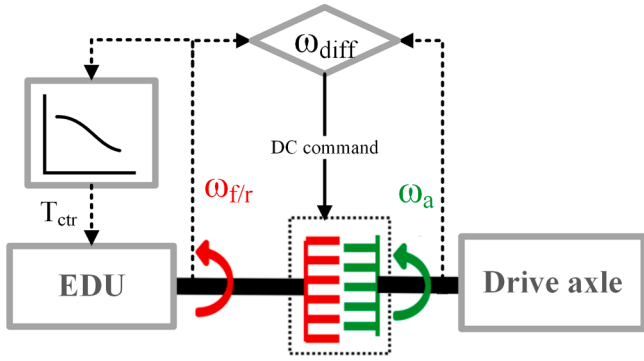 ω_diff
DC command
ω_f/r
ω_a
T_ctr
EDU
Drive axle